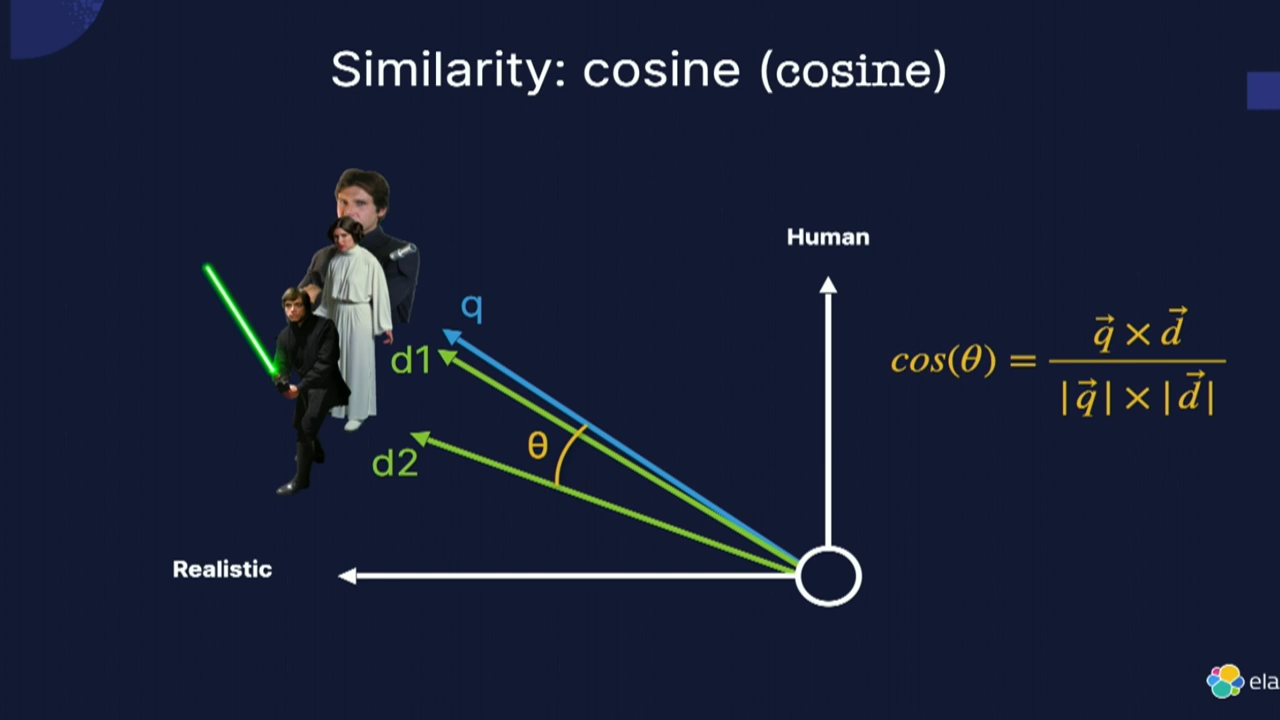 Similarity: cosine (cosine)
Human
q
d1
d2
θ
cos(θ) = q⃗ × d⃗ / |q⃗| × |d⃗|
Realistic
ela